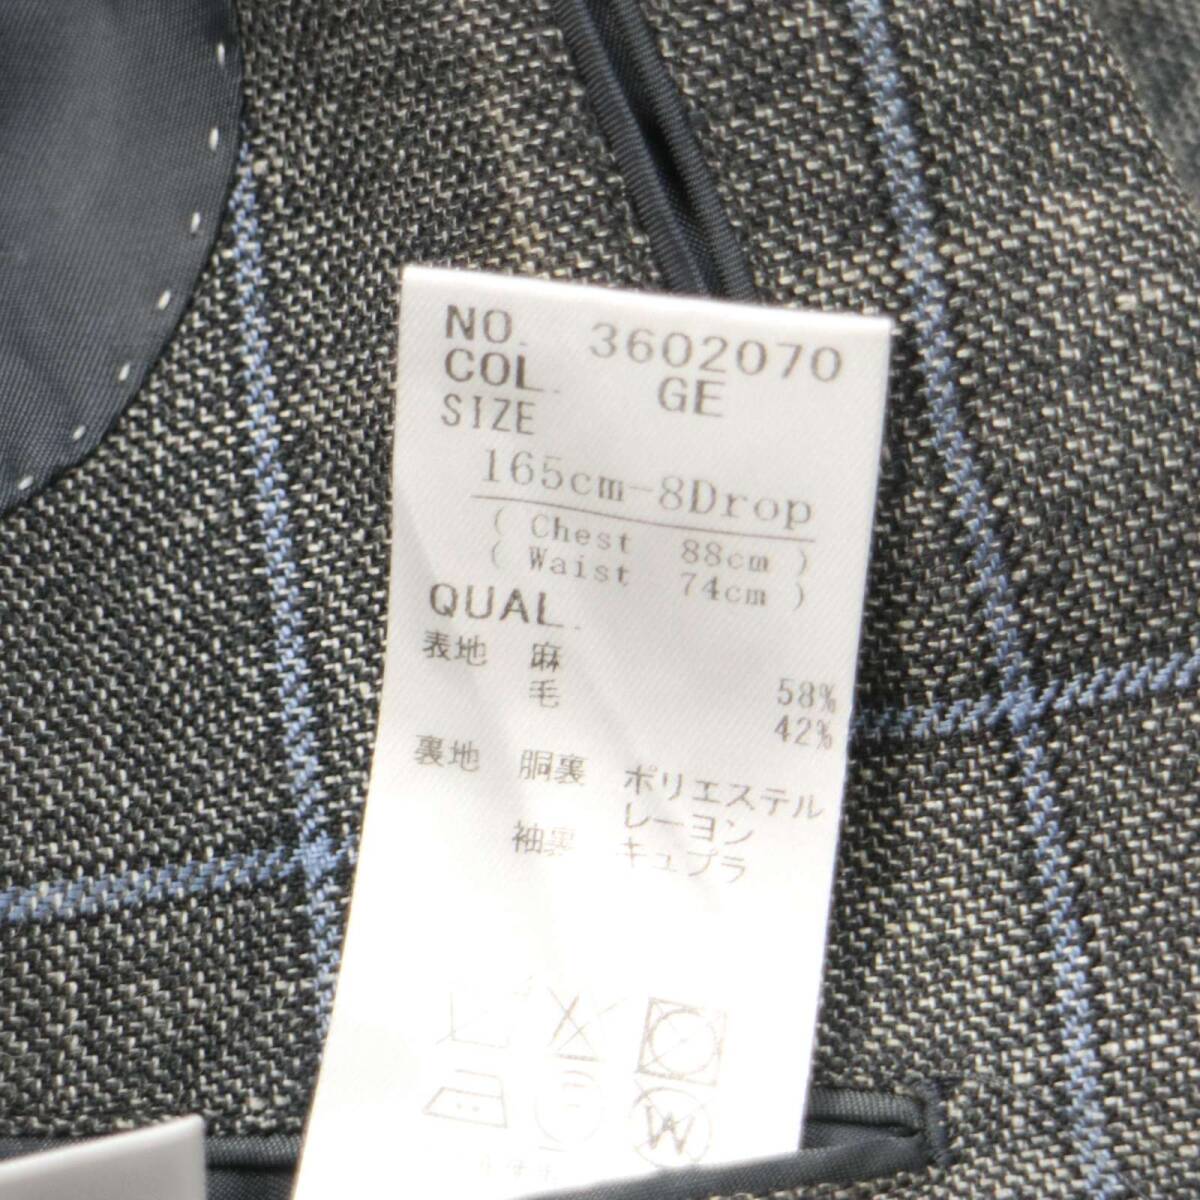 NO. 3602070
COL. GE
SIZE
165cm-8Drop
( Chest 88cm )
( Waist 74cm )
QUAL.
表地 麻 58%
毛 42%
裏地 胴裏 ポリエステル
レーヨン
袖裏 キュプラ
W